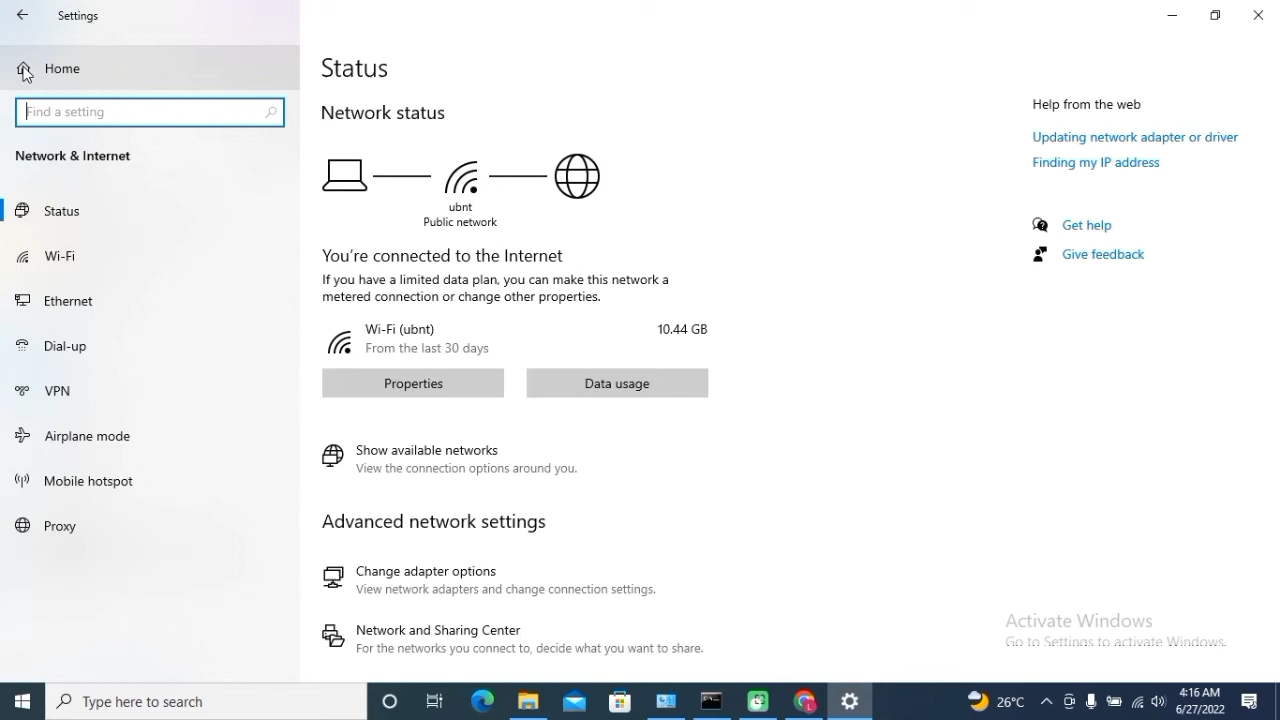 Settings
Home
Find a setting
Network & Internet
Status
Wi-Fi
Ethernet
Dial-up
VPN
Airplane mode
Mobile hotspot
Proxy
Status
Network status
ubnt
Public network
You're connected to the Internet
If you have a limited data plan, you can make this network a
metered connection or change other properties.
Wi-Fi (ubnt) 10.44 GB
From the last 30 days
Properties Data usage
Show available networks
View the connection options around you.
Advanced network settings
Change adapter options
View network adapters and change connection settings.
Network and Sharing Center
For the networks you connect to, decide what you want to share.
Help from the web
Updating network adapter or driver
Finding my IP address
Get help
Give feedback
Activate Windows
Go to Settings to activate Windows.
Type here to search
26°C
4:16 AM
6/27/2022